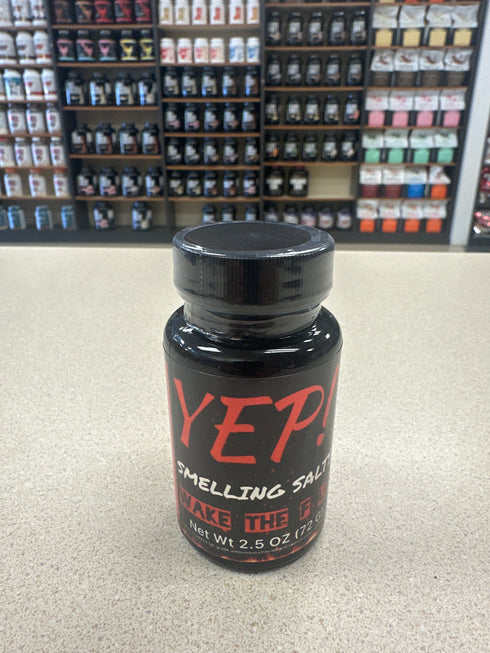 YEP!
SMELLING SALT
WAKE THE F
Net Wt 2.5 OZ (72 G)